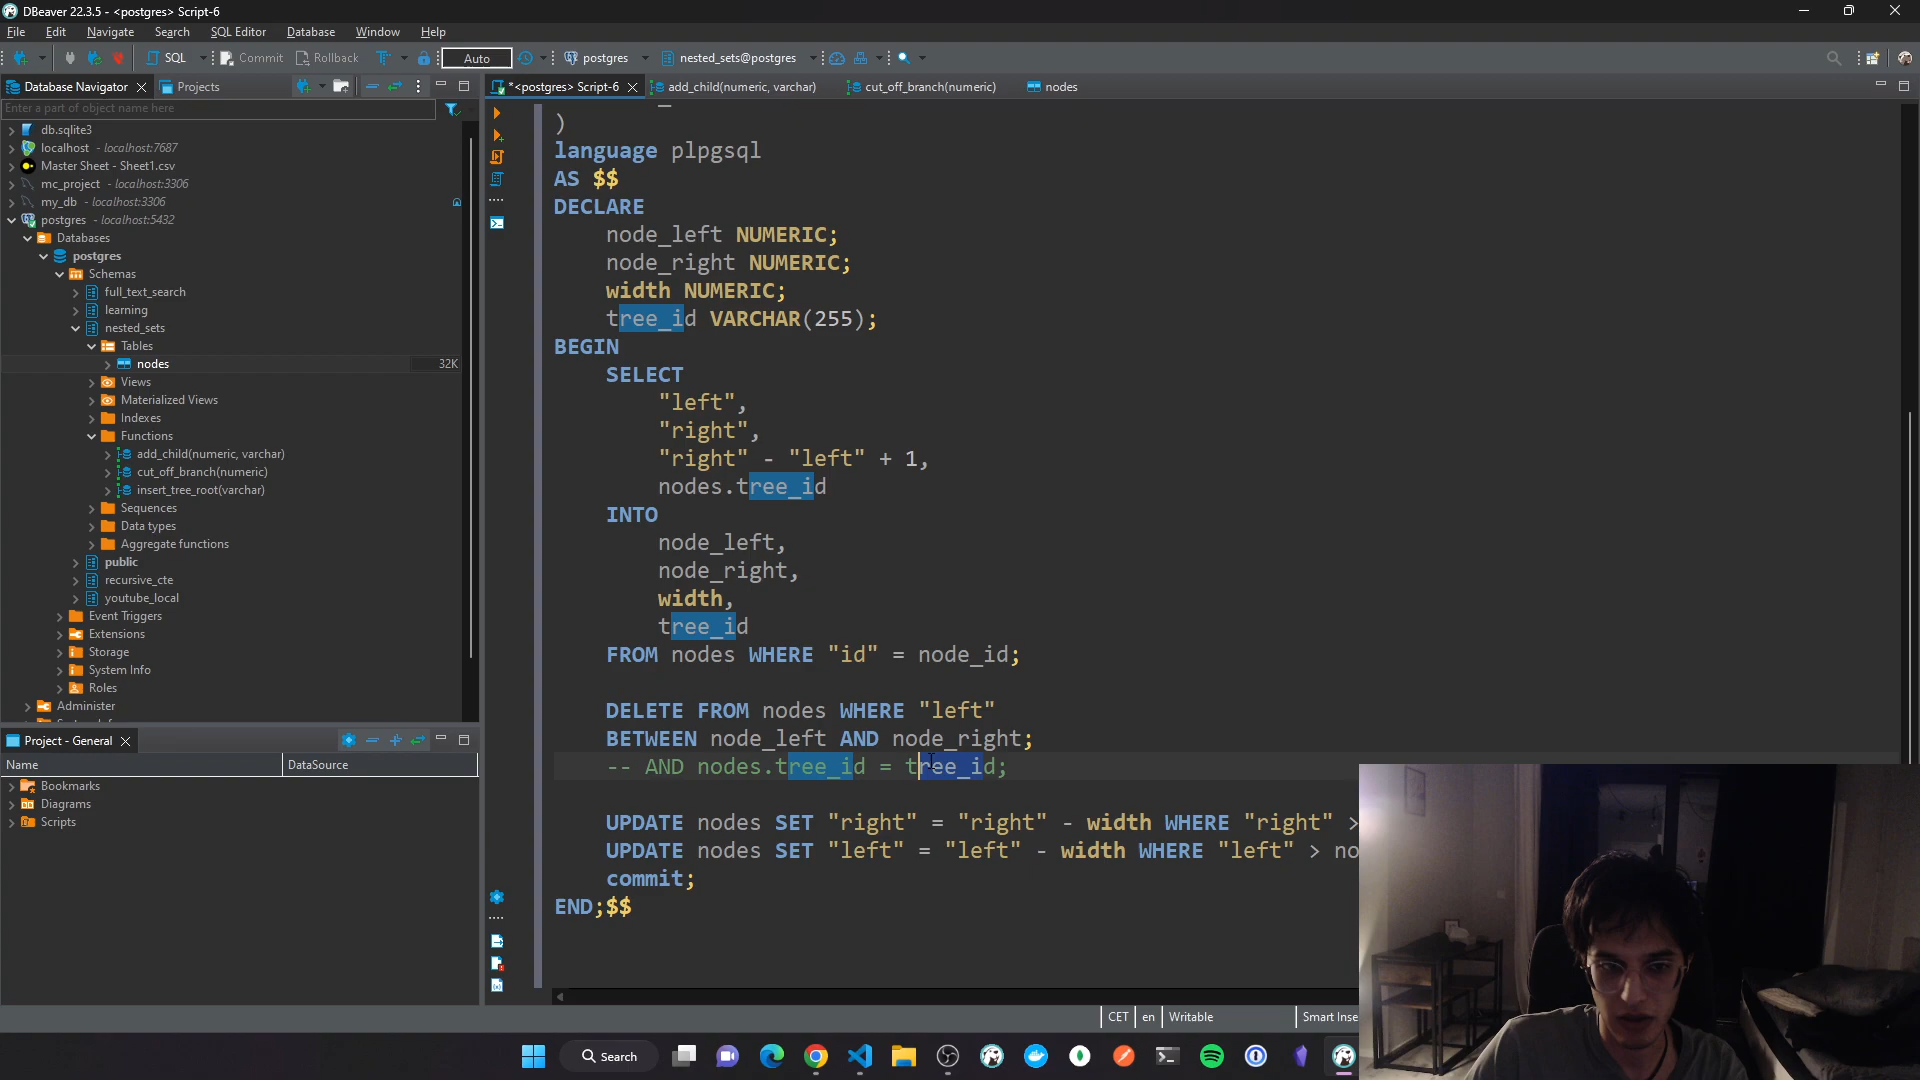 DBeaver 22.3.5 - <postgres> Script-6
File Edit Navigate Search SQL Editor Database Window Help
SQL Commit Rollback Auto postgres nested_sets@postgres
Database Navigator Projects
*<postgres> Script-6 add_child(numeric, varchar) cut_off_branch(numeric) nodes
Enter a part of object name here
db.sqlite3
localhost - localhost:7687
Master Sheet - Sheet1.csv
mc_project - localhost:3306
my_db - localhost:3306
postgres - localhost:5432
Databases
postgres
Schemas
full_text_search
learning
nested_sets
Tables
nodes 32K
Views
Materialized Views
Indexes
Functions
add_child(numeric, varchar)
cut_off_branch(numeric)
insert_tree_root(varchar)
Sequences
Data types
Aggregate functions
public
recursive_cte
youtube_local
Event Triggers
Extensions
Storage
System Info
Roles
Administer
Project - General
Name DataSource
Bookmarks
Diagrams
Scripts
)
language plpgsql
AS $$
DECLARE
node_left NUMERIC;
node_right NUMERIC;
width NUMERIC;
tree_id VARCHAR(255);
BEGIN
SELECT
"left",
"right",
"right" - "left" + 1,
nodes.tree_id
INTO
node_left,
node_right,
width,
tree_id
FROM nodes WHERE "id" = node_id;
DELETE FROM nodes WHERE "left"
BETWEEN node_left AND node_right;
-- AND nodes.tree_id = tree_id;
UPDATE nodes SET "right" = "right" - width WHERE "right" >
UPDATE nodes SET "left" = "left" - width WHERE "left" > no
commit;
END;$$
CET en Writable Smart Inse
Search